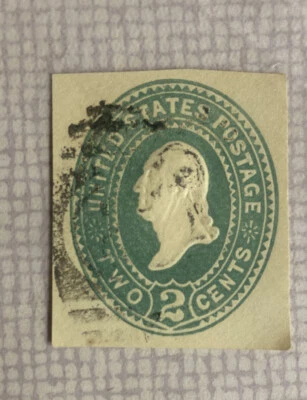 UNITED STATES POSTAGE
TWO 2 CENTS